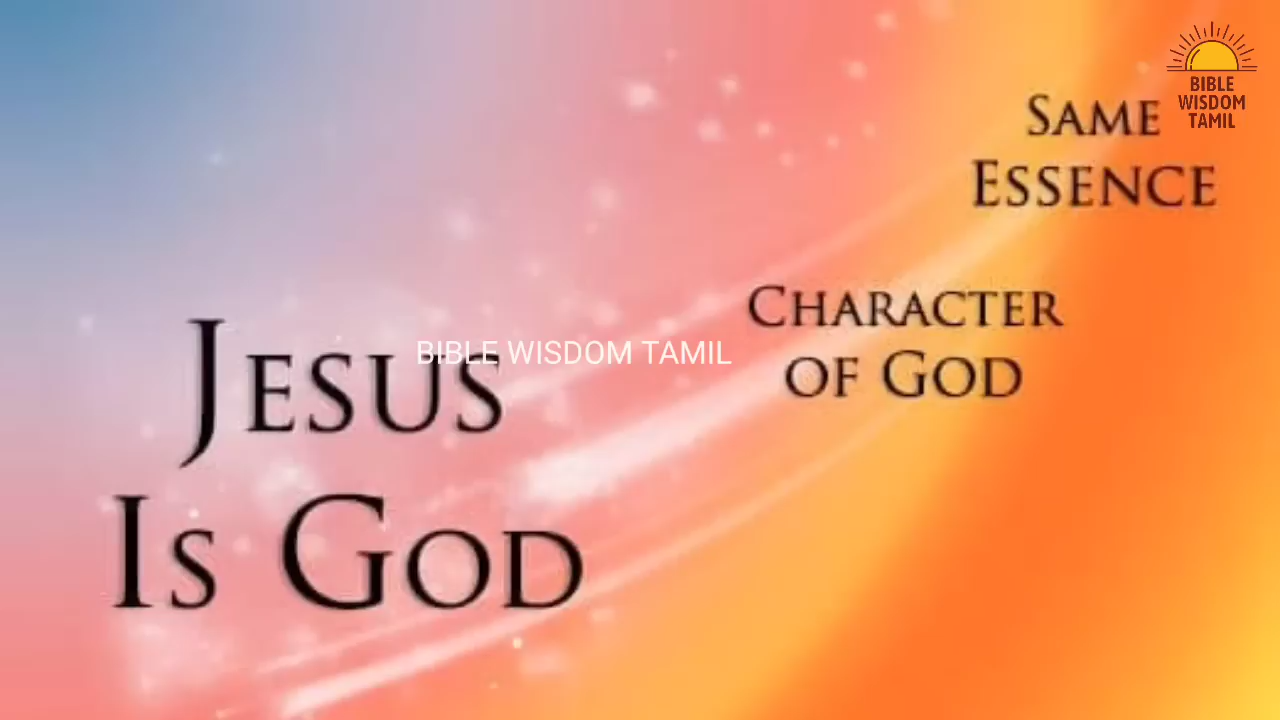 BIBLE
WISDOM
TAMIL
SAME
ESSENCE
CHARACTER
OF GOD
JESUS
IS GOD
BIBLE WISDOM TAMIL